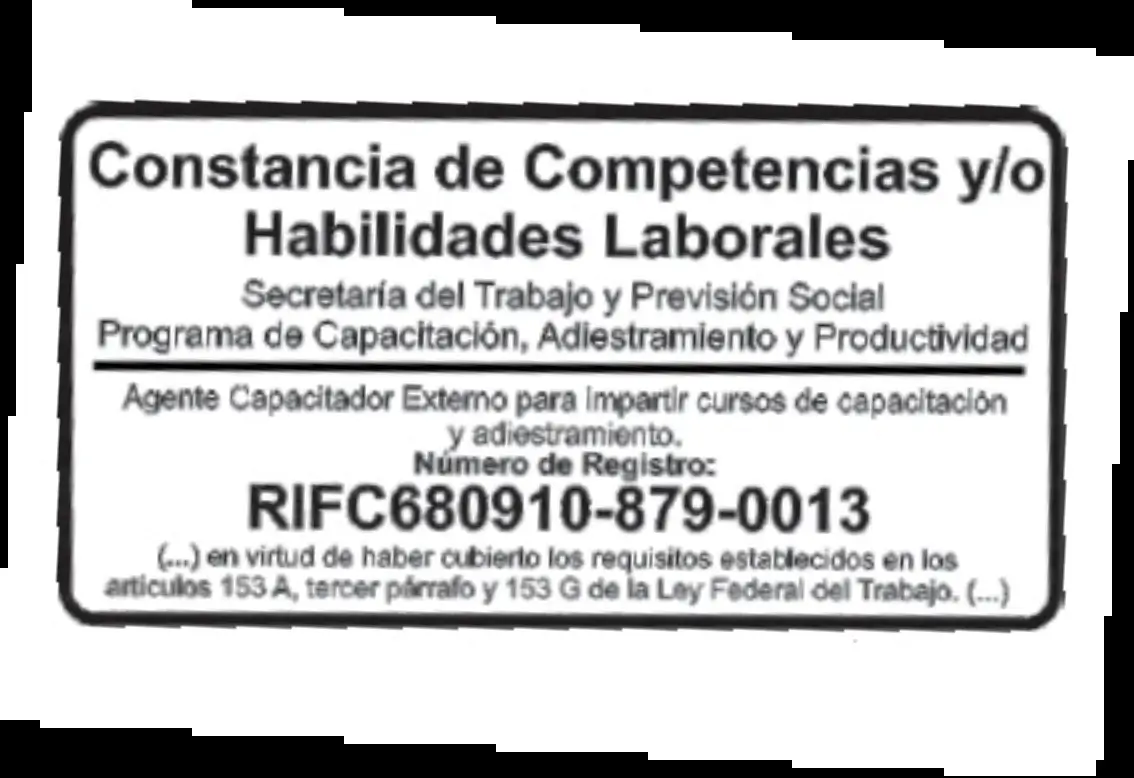 Constancia de Competencias y/o
Habilidades Laborales
Secretaría del Trabajo y Previsión Social
Programa de Capacitación, Adiestramiento y Productividad
Agente Capacitador Externo para impartir cursos de capacitación
y adiestramiento.
Número de Registro:
RIFC680910-879-0013
(...) en virtud de haber cubierto los requisitos establecidos en los
articulos 153 A, tercer párrafo y 153 G de la Ley Federal del Trabajo. (...)